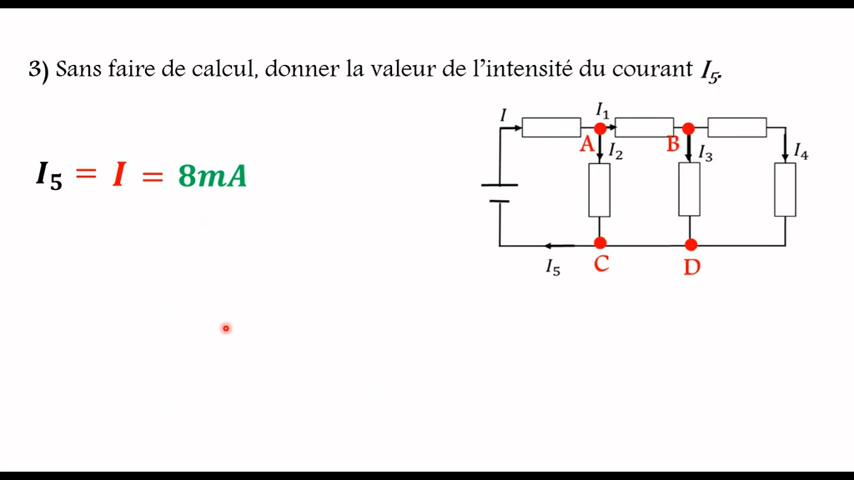 3) Sans faire de calcul, donner la valeur de l'intensité du courant I₅.
I₅ = I = 8mA
I I₁
A I₂ B I₃ I₄
I₅ C D